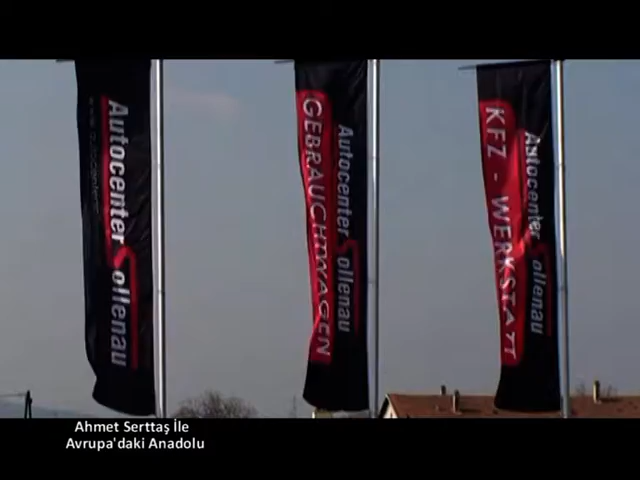 Autocenter Sollenau
GEBRAUCHTWAGEN
Autocenter Sollenau
KFZ - WERKSTATT
Autocenter Sollenau
Ahmet Serttaş İle
Avrupa'daki Anadolu